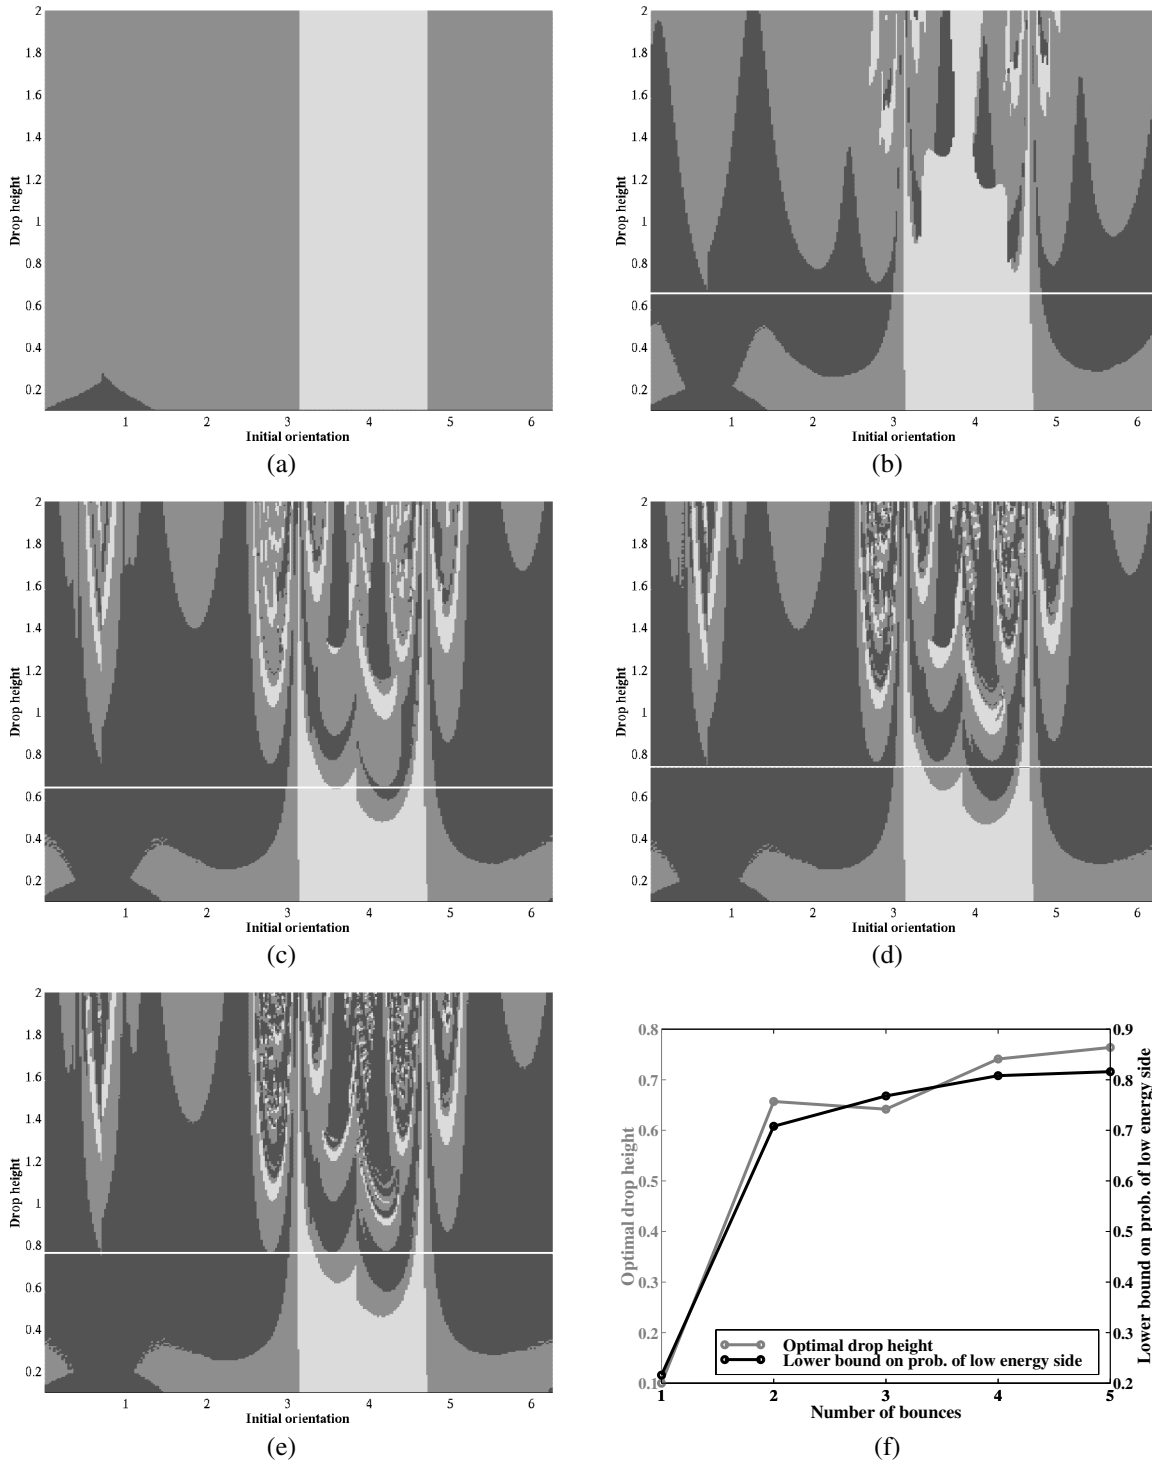 2
1.8
1.6
1.4
1.2
1
0.8
0.6
0.4
0.2
Drop height
1 2 3 4 5 6
Initial orientation
(a)
2
1.8
1.6
1.4
1.2
1
0.8
0.6
0.4
0.2
Drop height
1 2 3 4 5 6
Initial orientation
(b)
2
1.8
1.6
1.4
1.2
1
0.8
0.6
0.4
0.2
Drop height
1 2 3 4 5 6
Initial orientation
(c)
2
1.8
1.6
1.4
1.2
1
0.8
0.6
0.4
0.2
Drop height
1 2 3 4 5 6
Initial orientation
(d)
2
1.8
1.6
1.4
1.2
1
0.8
0.6
0.4
0.2
Drop height
1 2 3 4 5 6
Initial orientation
(e)
0.8
0.7
0.6
0.5
0.4
0.3
0.2
0.1
Optimal drop height
0.9
0.8
0.7
0.6
0.5
0.4
0.3
0.2
Lower bound on prob. of low energy side
Optimal drop height
Lower bound on prob. of low energy side
1 2 3 4 5
Number of bounces
(f)